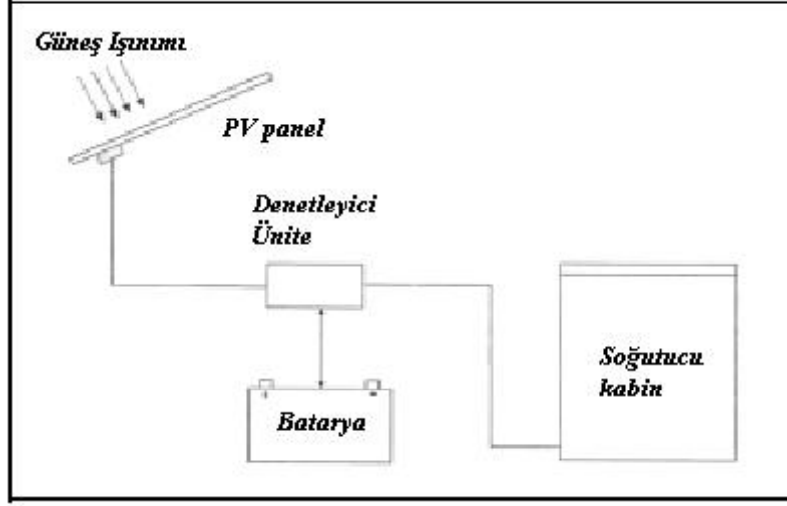 Güneş Işınımı
PV panel
Denetleyici
Ünite
Soğutucu
kabin
Batarya